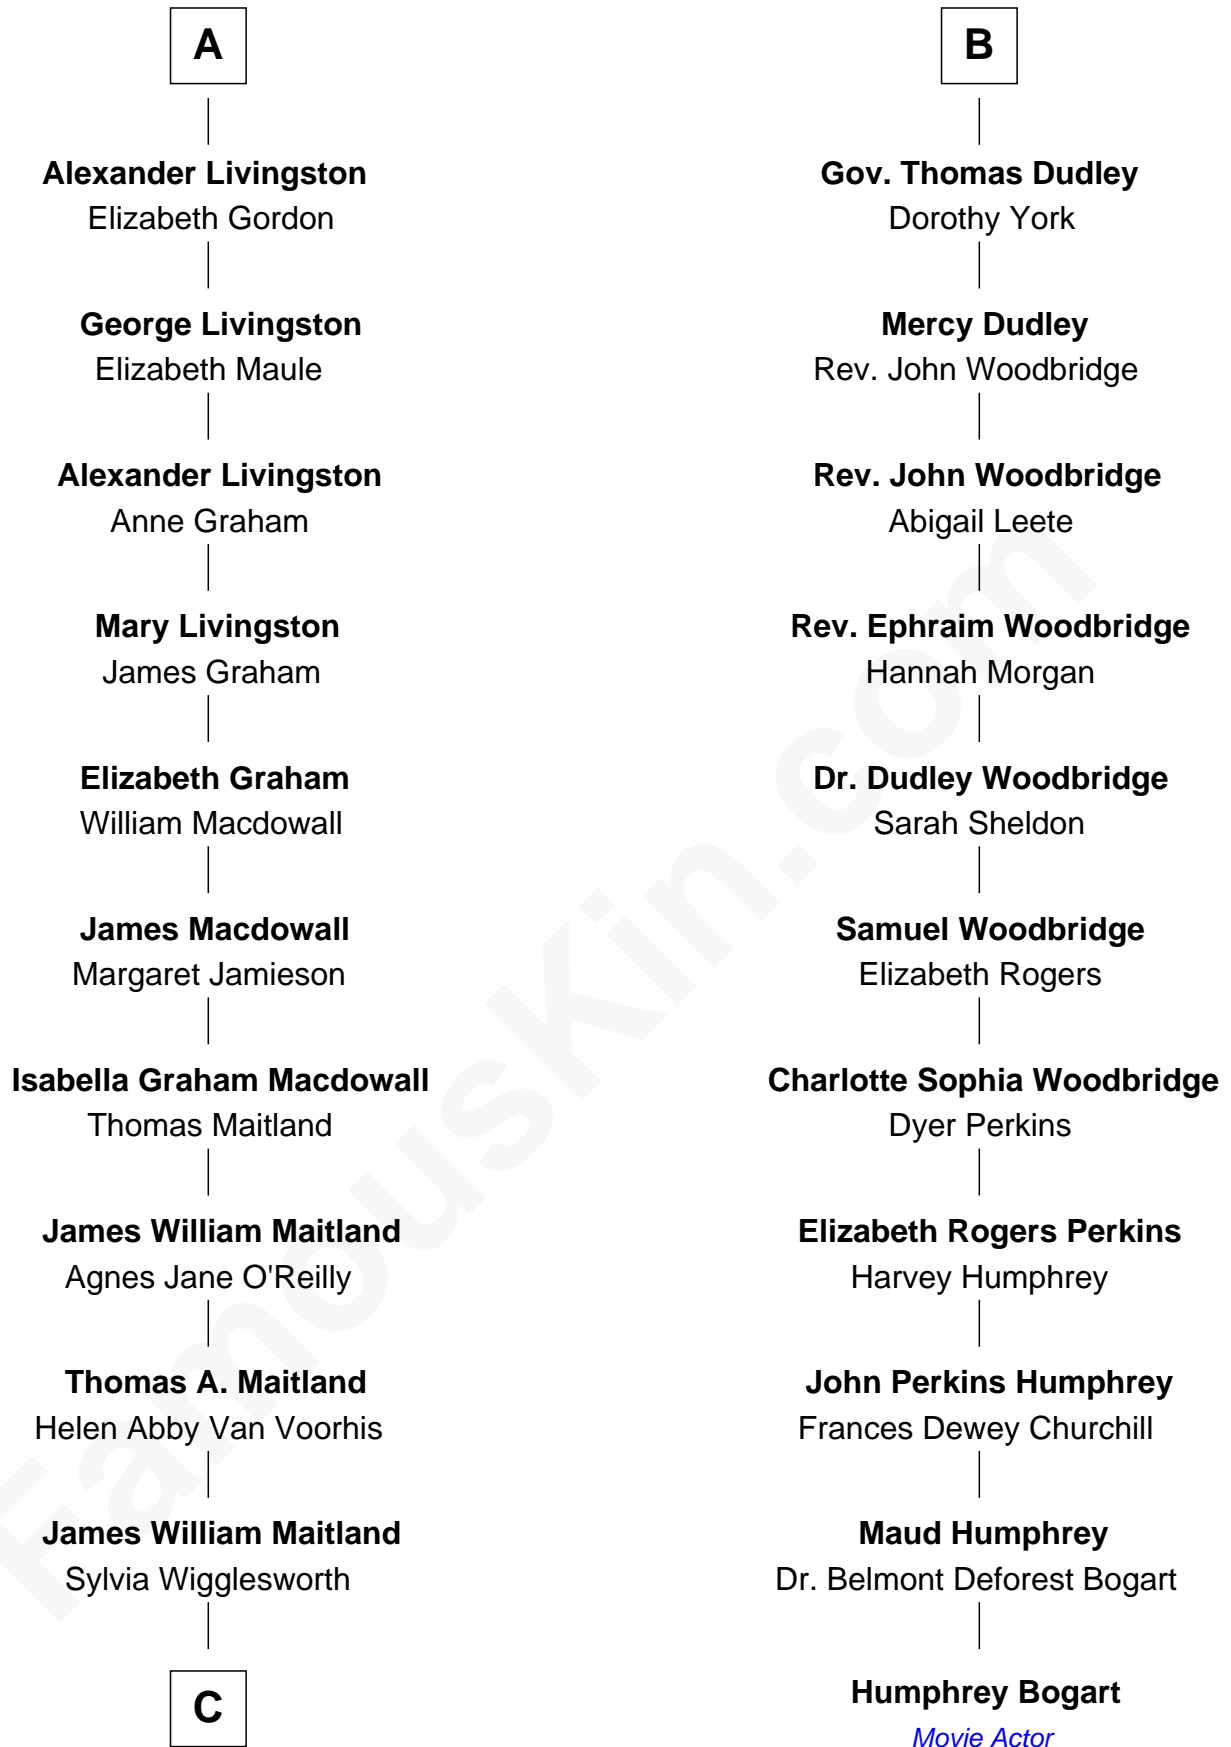 A
Alexander Livingston
Elizabeth Gordon
George Livingston
Elizabeth Maule
Alexander Livingston
Anne Graham
Mary Livingston
James Graham
Elizabeth Graham
William Macdowall
James Macdowall
Margaret Jamieson
Isabella Graham Macdowall
Thomas Maitland
James William Maitland
Agnes Jane O'Reilly
Thomas A. Maitland
Helen Abby Van Voorhis
James William Maitland
Sylvia Wigglesworth
C
B
Gov. Thomas Dudley
Dorothy York
Mercy Dudley
Rev. John Woodbridge
Rev. John Woodbridge
Abigail Leete
Rev. Ephraim Woodbridge
Hannah Morgan
Dr. Dudley Woodbridge
Sarah Sheldon
Samuel Woodbridge
Elizabeth Rogers
Charlotte Sophia Woodbridge
Dyer Perkins
Elizabeth Rogers Perkins
Harvey Humphrey
John Perkins Humphrey
Frances Dewey Churchill
Maud Humphrey
Dr. Belmont Deforest Bogart
Humphrey Bogart
Movie Actor
FamousKin.com